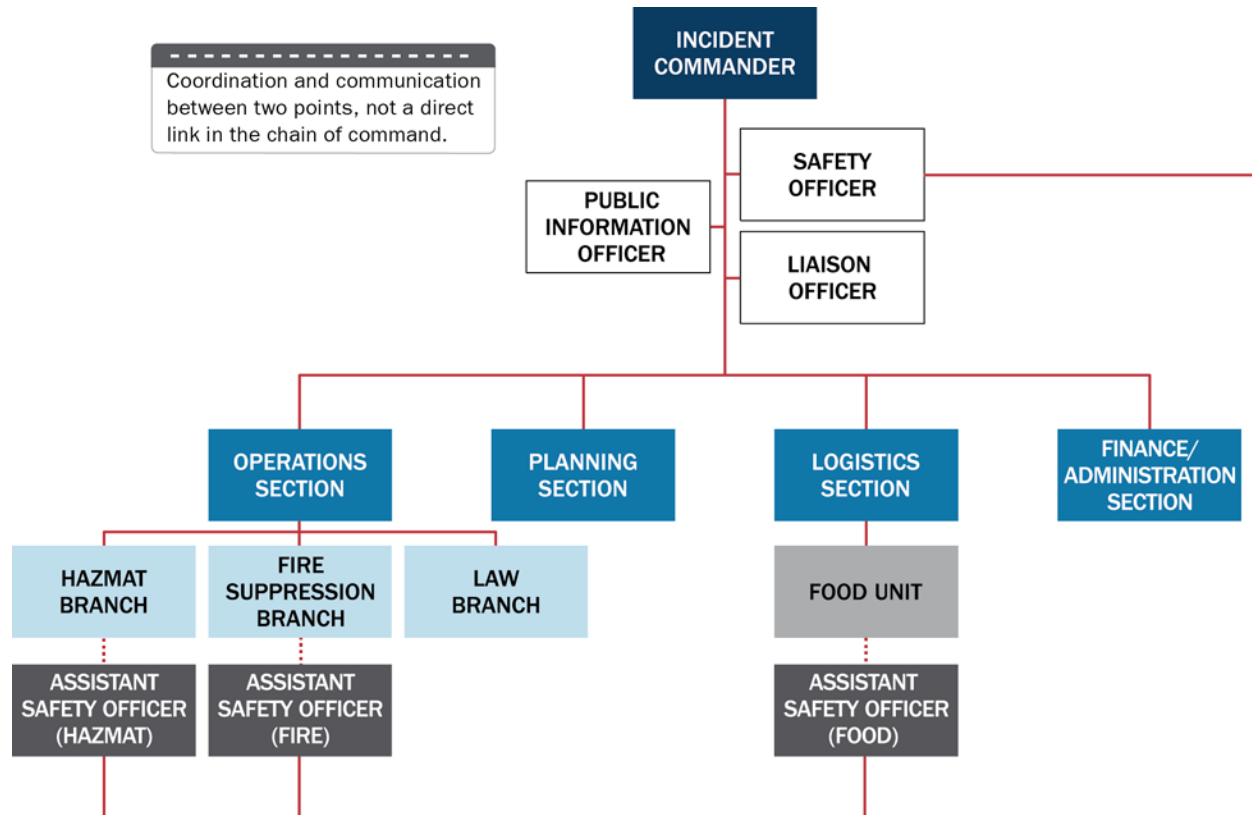 INCIDENT
COMMANDER
Coordination and communication
between two points, not a direct
link in the chain of command.
SAFETY
OFFICER
PUBLIC
INFORMATION
OFFICER
LIAISON
OFFICER
OPERATIONS
SECTION
PLANNING
SECTION
LOGISTICS
SECTION
FINANCE/
ADMINISTRATION
SECTION
HAZMAT
BRANCH
FIRE
SUPPRESSION
BRANCH
LAW
BRANCH
FOOD UNIT
ASSISTANT
SAFETY OFFICER
(HAZMAT)
ASSISTANT
SAFETY OFFICER
(FIRE)
ASSISTANT
SAFETY OFFICER
(FOOD)